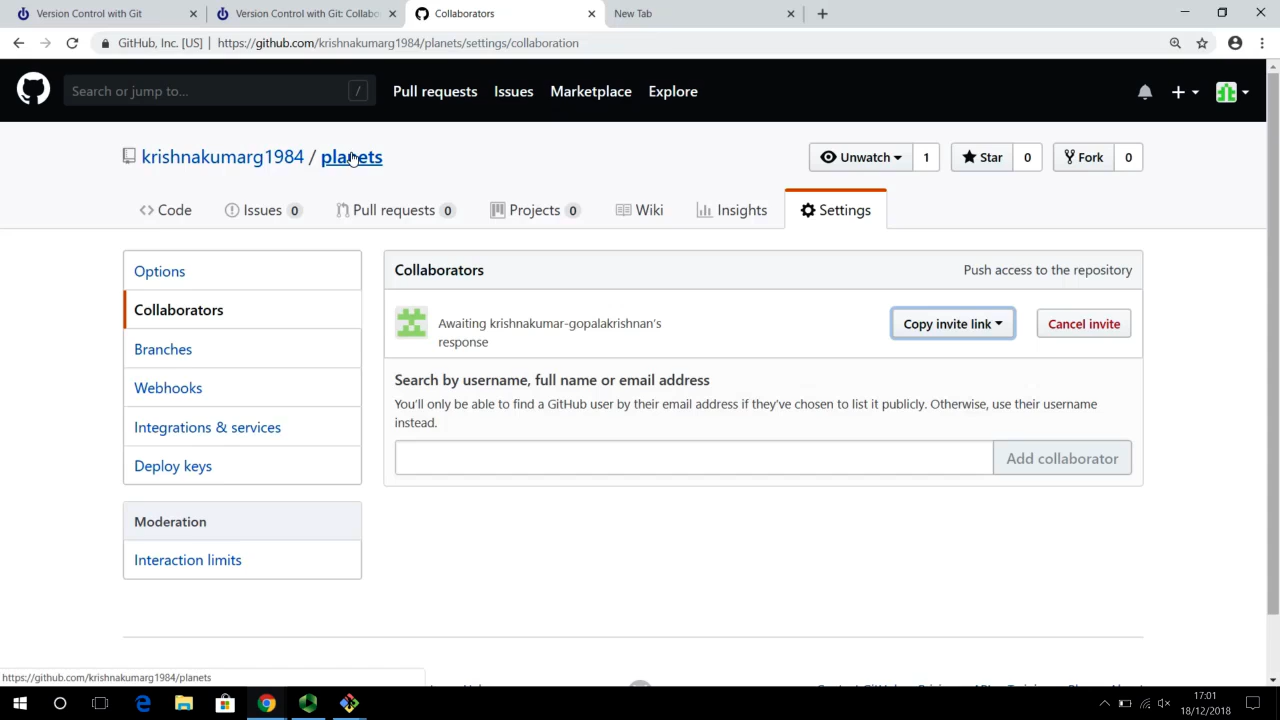 Version Control with Git
Version Control with Git: Collabo
Collaborators
New Tab
GitHub, Inc. [US] | https://github.com/krishnakumarg1984/planets/settings/collaboration
Search or jump to... /
Pull requests Issues Marketplace Explore
krishnakumarg1984 / planets
Unwatch 1 Star 0 Fork 0
Code Issues 0 Pull requests 0 Projects 0 Wiki Insights Settings
Options
Collaborators
Branches
Webhooks
Integrations & services
Deploy keys
Moderation
Interaction limits
Collaborators Push access to the repository
Awaiting krishnakumar-gopalakrishnan's
response
Copy invite link Cancel invite
Search by username, full name or email address
You'll only be able to find a GitHub user by their email address if they've chosen to list it publicly. Otherwise, use their username
instead.
Add collaborator
https://github.com/krishnakumarg1984/planets
17:01
18/12/2018